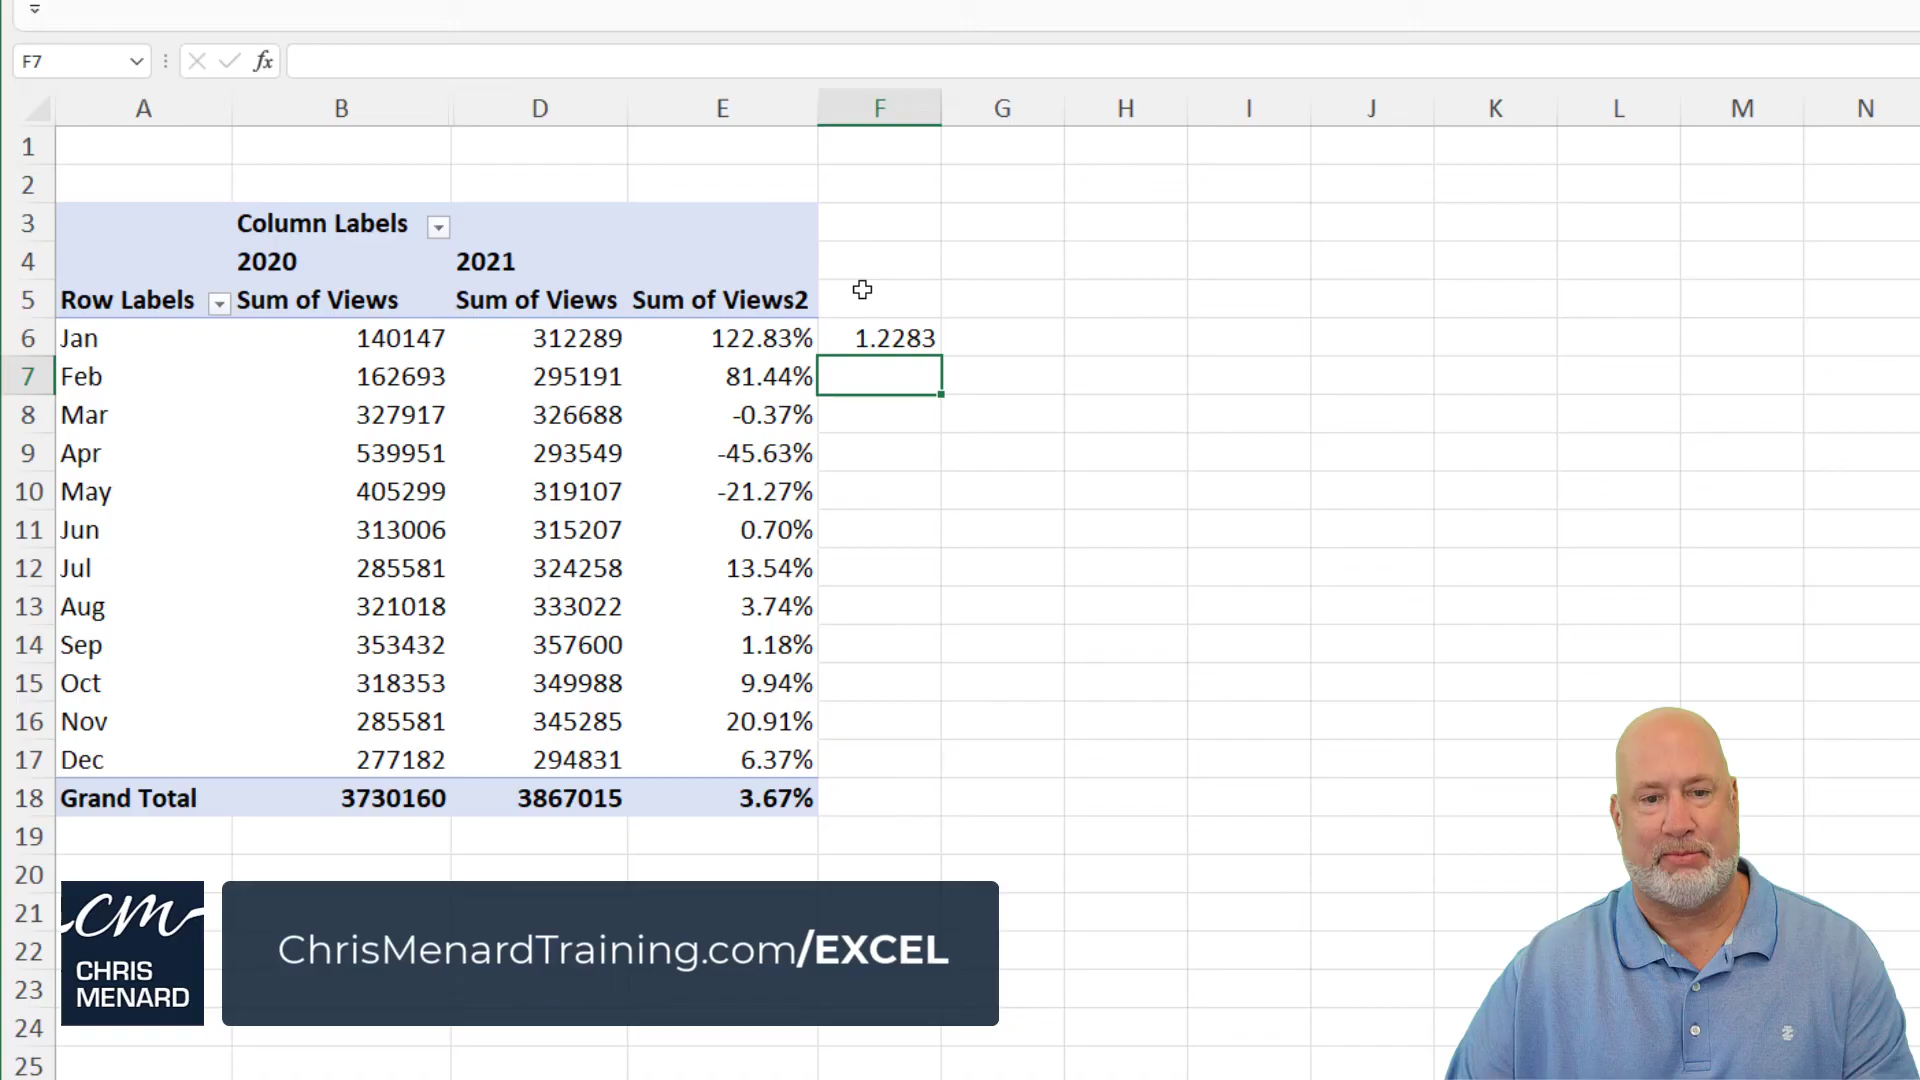 F7 fx
A B D E F G H I J K L M N
1
2
3 Column Labels
4 2020 2021
5 Row Labels Sum of Views Sum of Views Sum of Views2
6 Jan 140147 312289 122.83% 1.2283
7 Feb 162693 295191 81.44%
8 Mar 327917 326688 -0.37%
9 Apr 539951 293549 -45.63%
10 May 405299 319107 -21.27%
11 Jun 313006 315207 0.70%
12 Jul 285581 324258 13.54%
13 Aug 321018 333022 3.74%
14 Sep 353432 357600 1.18%
15 Oct 318353 349988 9.94%
16 Nov 285581 345285 20.91%
17 Dec 277182 294831 6.37%
18 Grand Total 3730160 3867015 3.67%
19
20
21
22
23
24
25
cm
CHRIS
MENARD
ChrisMenardTraining.com/EXCEL